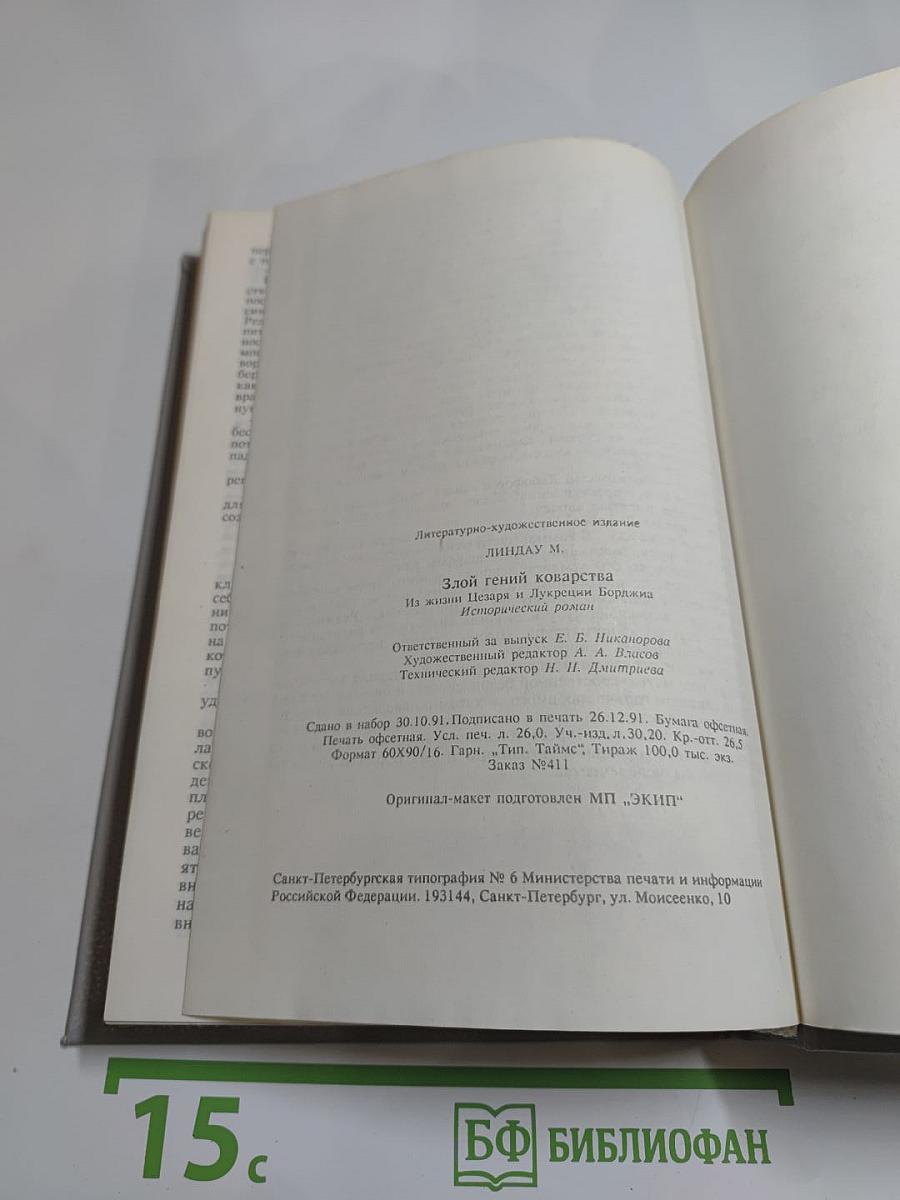 Литературно-художественное издание
ЛИНДАУ М.
Злой гений коварства
Из жизни Цезаря и Лукреции Борджиа
Исторический роман
Ответственный за выпуск Е. Б. Никанорова
Художественный редактор А. А. Власов
Технический редактор Н. Н. Дмитриева
Сдано в набор 30.10.91. Подписано в печать 26.12.91. Бумага офсетная.
Печать офсетная. Усл. печ. л. 26,0. Уч.-изд. л. 30,20. Кр.-отт. 26,5
Формат 60Х90/16. Гарн. „Тип. Таймс“. Тираж 100,0 тыс. экз.
Заказ №411
Оригинал-макет подготовлен МП „ЭКИП“
Санкт-Петербургская типография № 6 Министерства печати и информации
Российской Федерации. 193144, Санкт-Петербург, ул. Моисеенко, 10
15 с
БФ БИБЛИОФАН